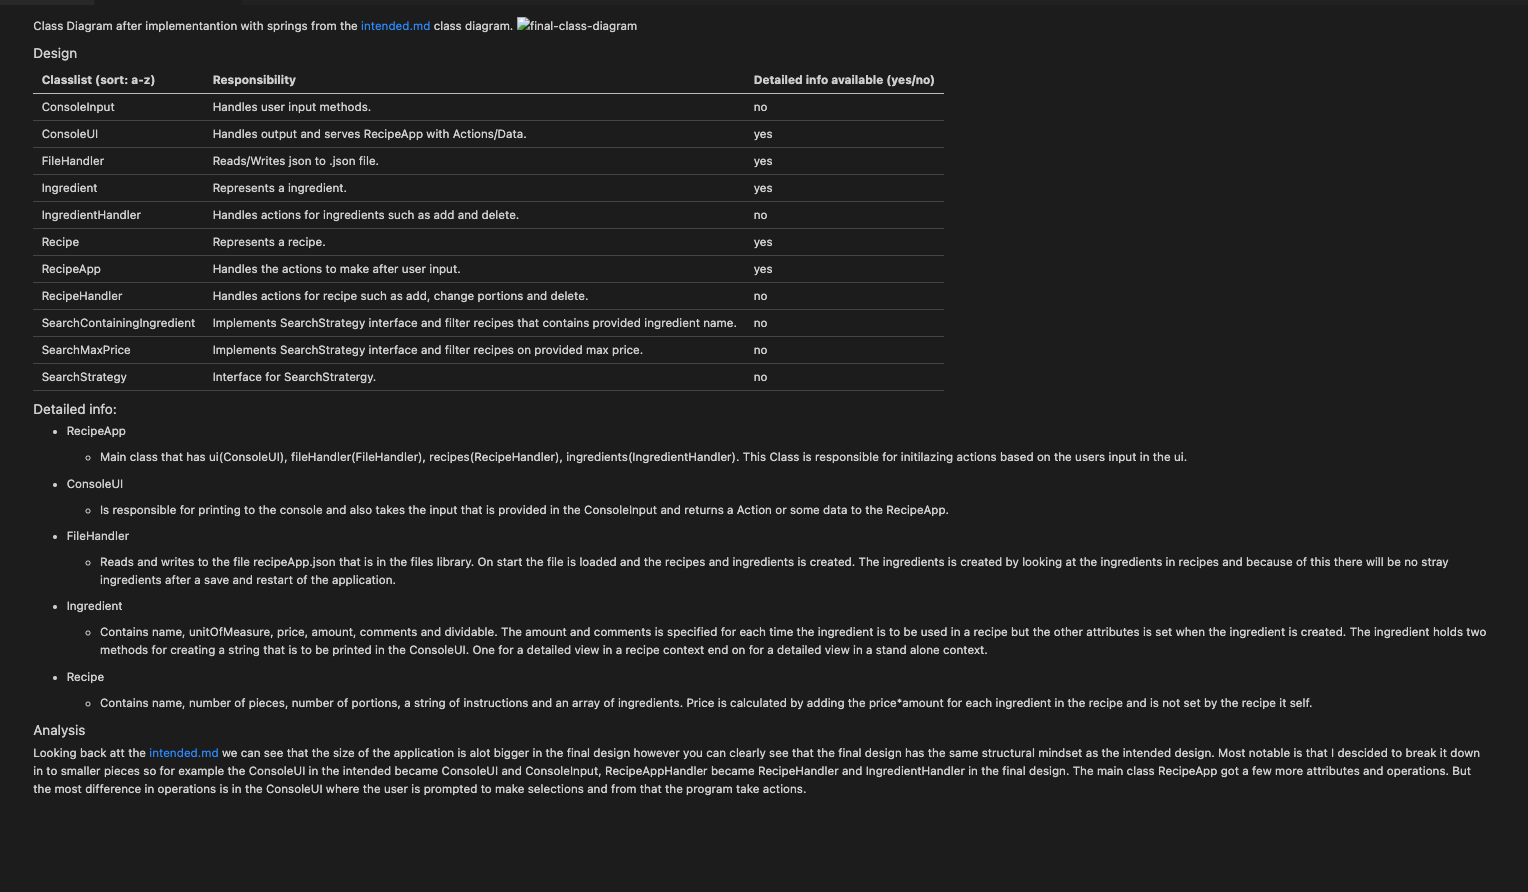 Class Diagram after implementantion with springs from the intended.md class diagram. final-class-diagram
Design
Classlist (sort: a-z) Responsibility Detailed info available (yes/no)
ConsoleInput Handles user input methods. no
ConsoleUI Handles output and serves RecipeApp with Actions/Data. yes
FileHandler Reads/Writes json to .json file. yes
Ingredient Represents a ingredient. yes
IngredientHandler Handles actions for ingredients such as add and delete. no
Recipe Represents a recipe. yes
RecipeApp Handles the actions to make after user input. yes
RecipeHandler Handles actions for recipe such as add, change portions and delete. no
SearchContainingIngredient Implements SearchStrategy interface and filter recipes that contains provided ingredient name. no
SearchMaxPrice Implements SearchStrategy interface and filter recipes on provided max price. no
SearchStrategy Interface for SearchStratergy. no
Detailed info:
• RecipeApp
◦ Main class that has ui(ConsoleUI), fileHandler(FileHandler), recipes(RecipeHandler), ingredients(IngredientHandler). This Class is responsible for initilazing actions based on the users input in the ui.
• ConsoleUI
◦ Is responsible for printing to the console and also takes the input that is provided in the ConsoleInput and returns a Action or some data to the RecipeApp.
• FileHandler
◦ Reads and writes to the file recipeApp.json that is in the files library. On start the file is loaded and the recipes and ingredients is created. The ingredients is created by looking at the ingredients in recipes and because of this there will be no stray
ingredients after a save and restart of the application.
• Ingredient
◦ Contains name, unitOfMeasure, price, amount, comments and dividable. The amount and comments is specified for each time the ingredient is to be used in a recipe but the other attributes is set when the ingredient is created. The ingredient holds two
methods for creating a string that is to be printed in the ConsoleUI. One for a detailed view in a recipe context end on for a detailed view in a stand alone context.
• Recipe
◦ Contains name, number of pieces, number of portions, a string of instructions and an array of ingredients. Price is calculated by adding the price*amount for each ingredient in the recipe and is not set by the recipe it self.
Analysis
Looking back att the intended.md we can see that the size of the application is alot bigger in the final design however you can clearly see that the final design has the same structural mindset as the intended design. Most notable is that I descided to break it down
in to smaller pieces so for example the ConsoleUI in the intended became ConsoleUI and ConsoleInput, RecipeAppHandler became RecipeHandler and IngredientHandler in the final design. The main class RecipeApp got a few more attributes and operations. But
the most difference in operations is in the ConsoleUI where the user is prompted to make selections and from that the program take actions.